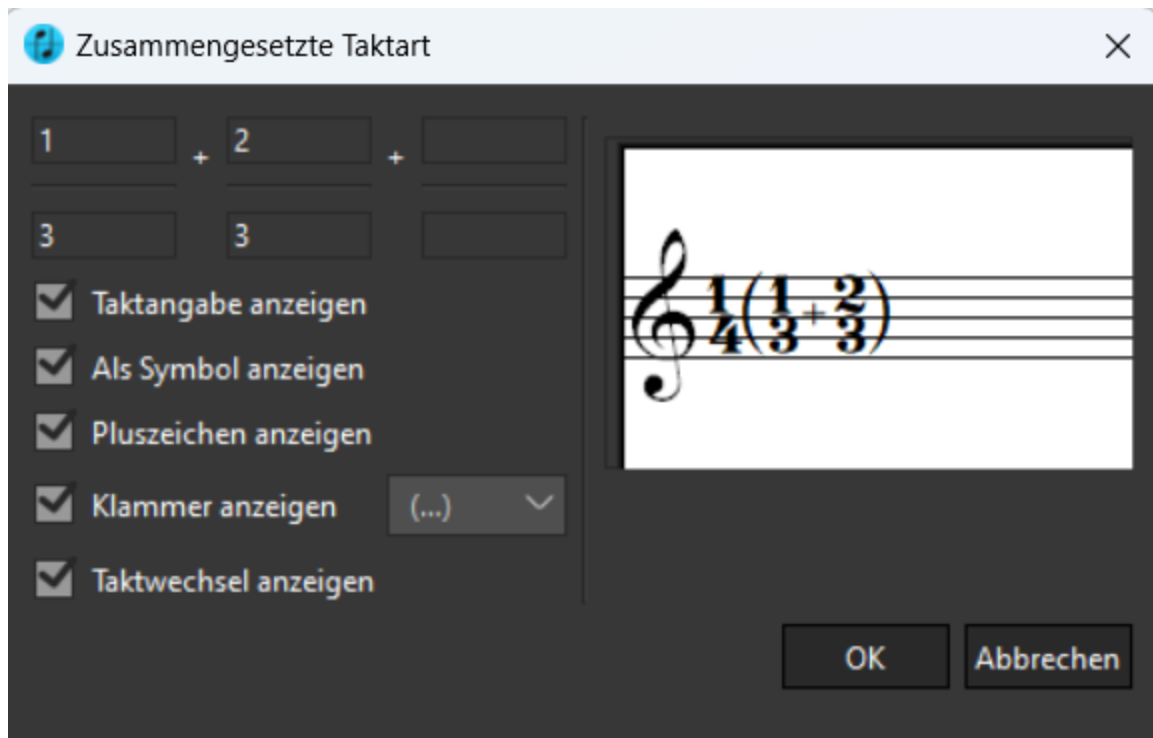 Zusammengesetzte Taktart
1 + 2 +
3 3
Taktangabe anzeigen
Als Symbol anzeigen
Pluszeichen anzeigen
Klammer anzeigen (...)
Taktwechsel anzeigen
1 ( 1 + 2 )
4 3 3
OK Abbrechen